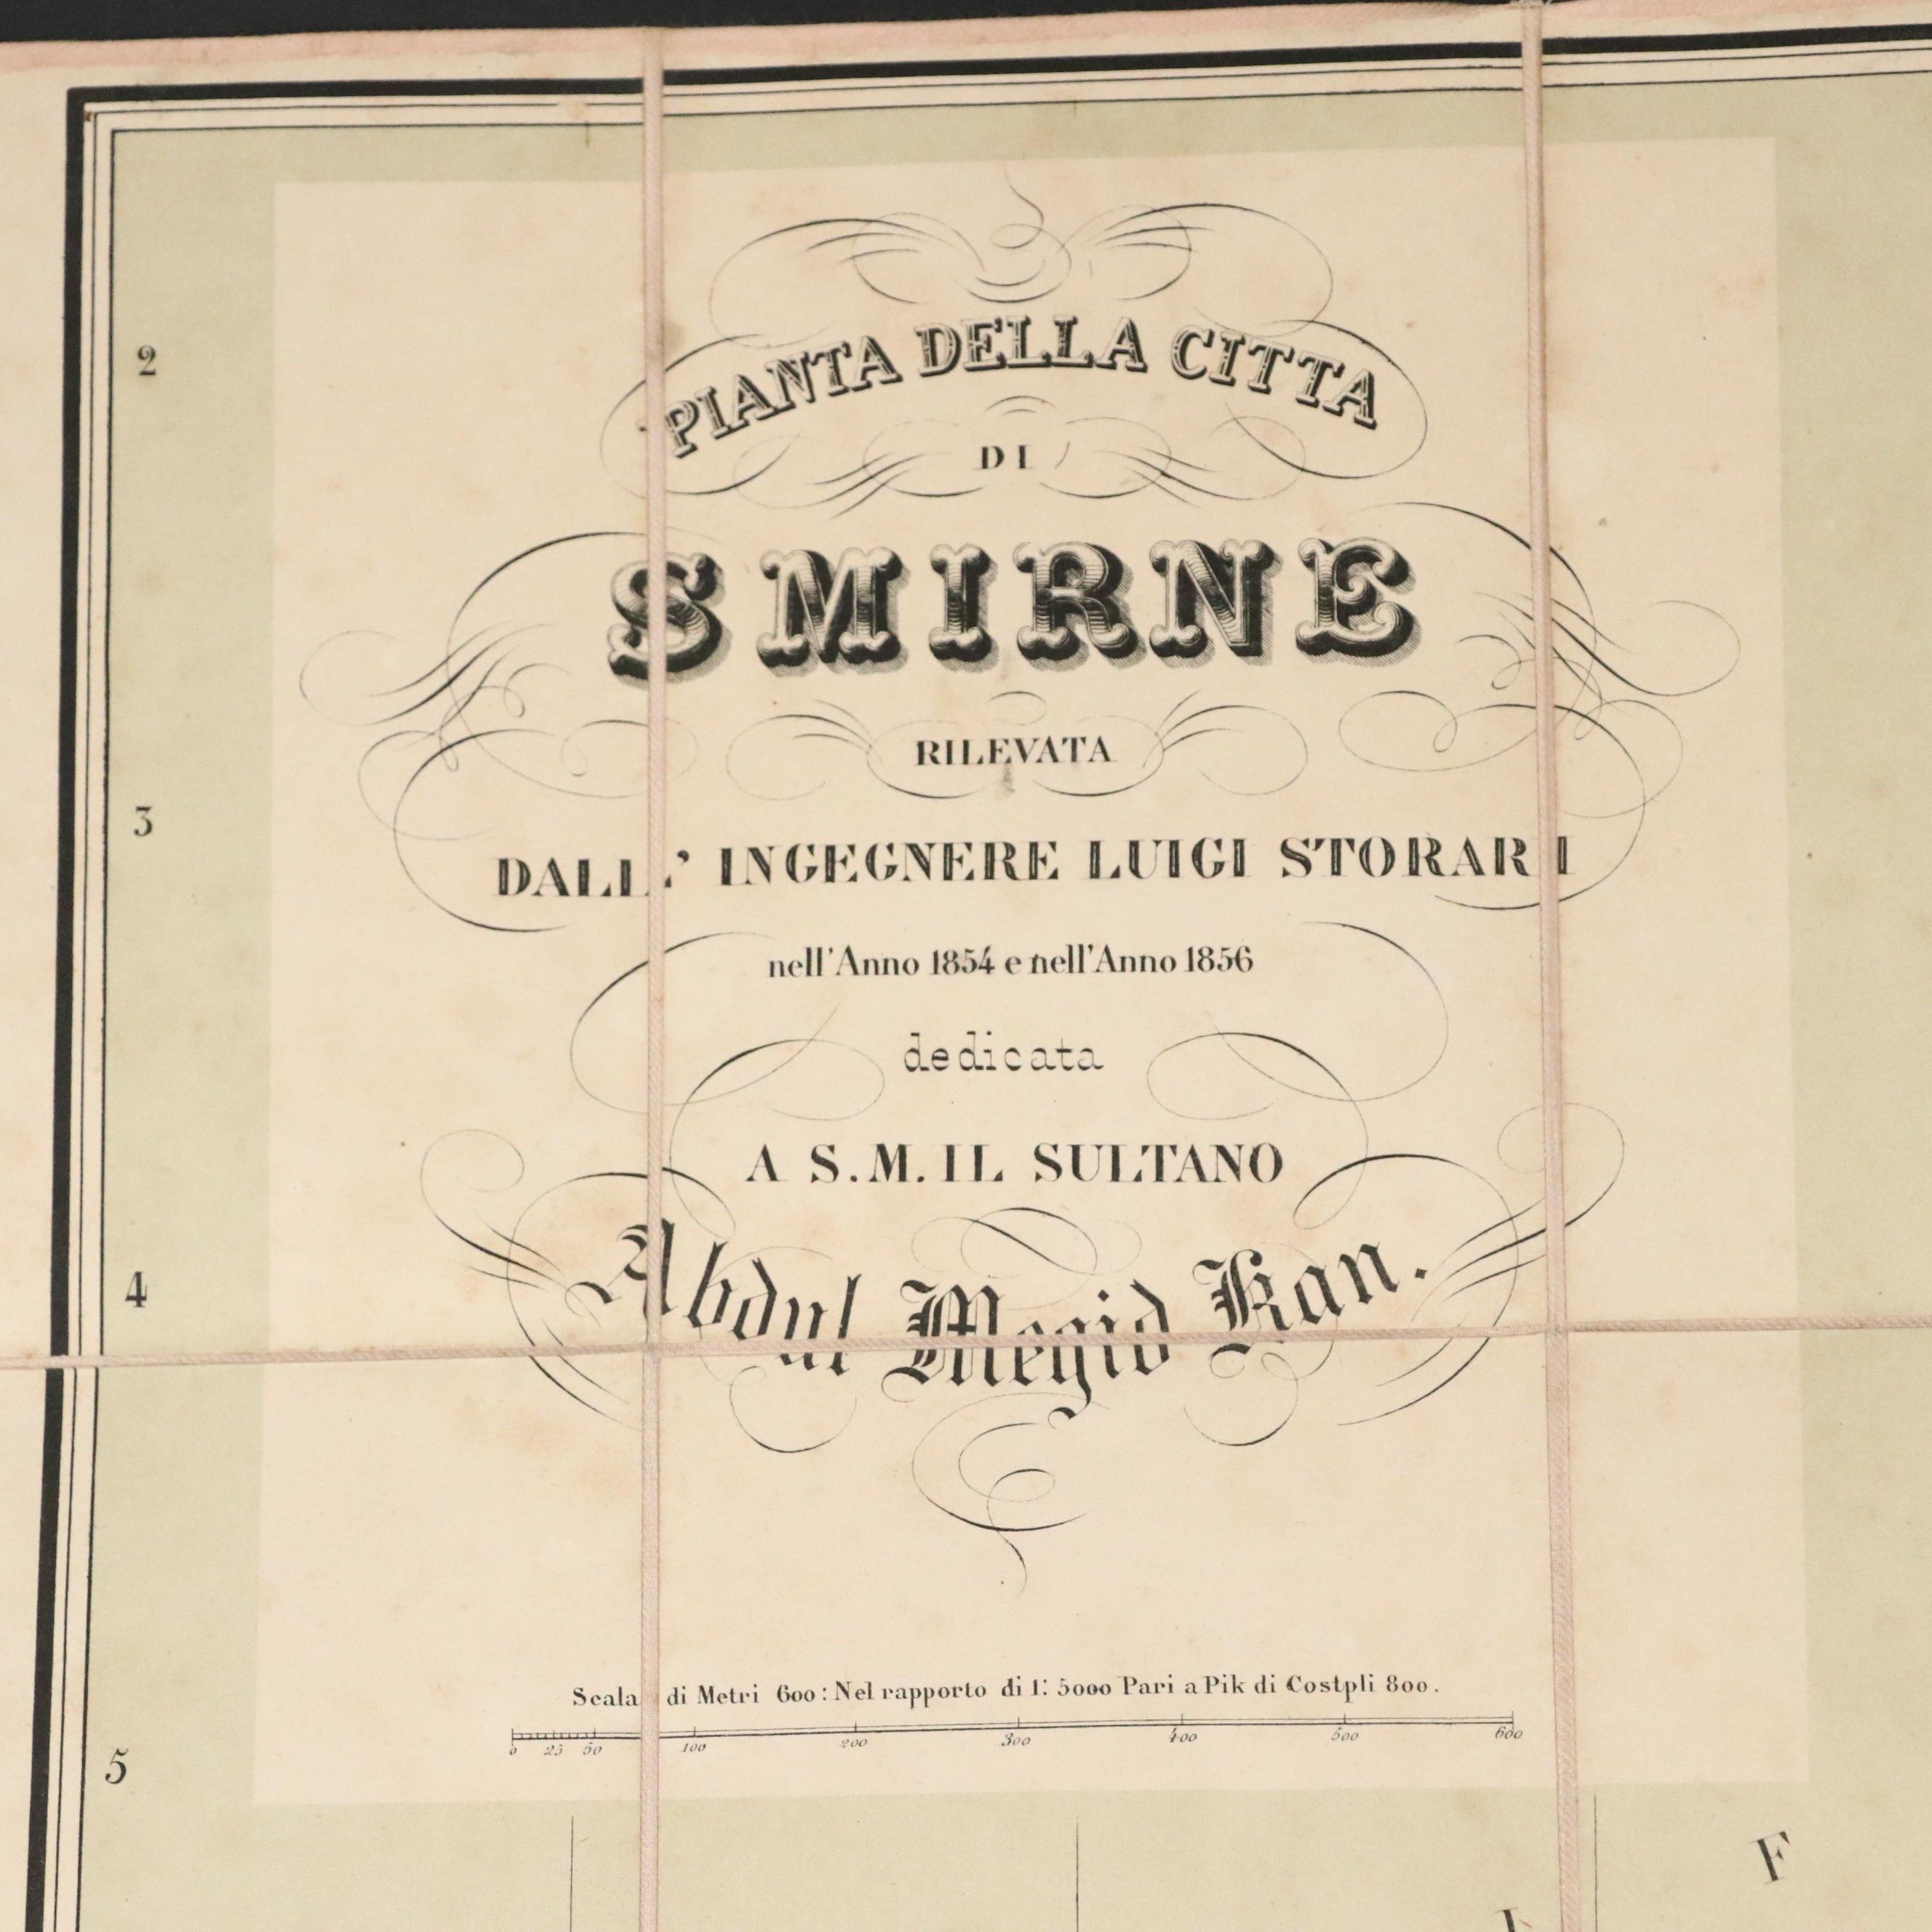 PIANTA DELLA CITTA
DI
SMIRNE
RILEVATA
DALL' INGEGNERE LUIGI STORARI
nell'Anno 1854 e nell'Anno 1856
dedicata
A S.M. IL SULTANO
Abdul Megid Kan.
Scala di Metri 600: Nel rapporto di 1: 5000 Pari a Pik di Costpli 800.
0 25 50 100 200 300 400 500 600
2
3
4
5
F